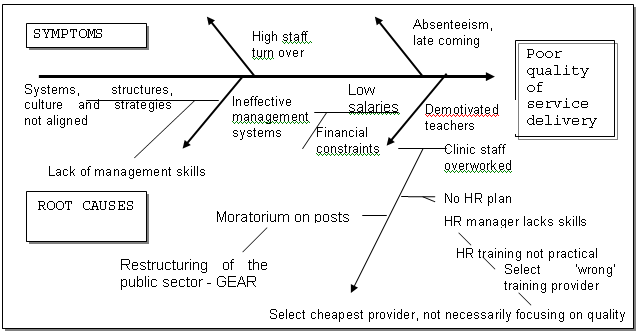 SYMPTOMS
High staff
turn over
Absenteeism,
late coming
Poor
quality
of
service
delivery
Systems, structures,
culture and strategies
not aligned
Ineffective
management
systems
Low
salaries
Financial
constraints
Demotivated
teachers
Clinic staff
overworked
Lack of management skills
ROOT CAUSES
No HR plan
Moratorium on posts
HR manager lacks skills
HR training not practical
Restructuring of the
public sector - GEAR
Select 'wrong'
training provider
Select cheapest provider, not necessarily focusing on quality